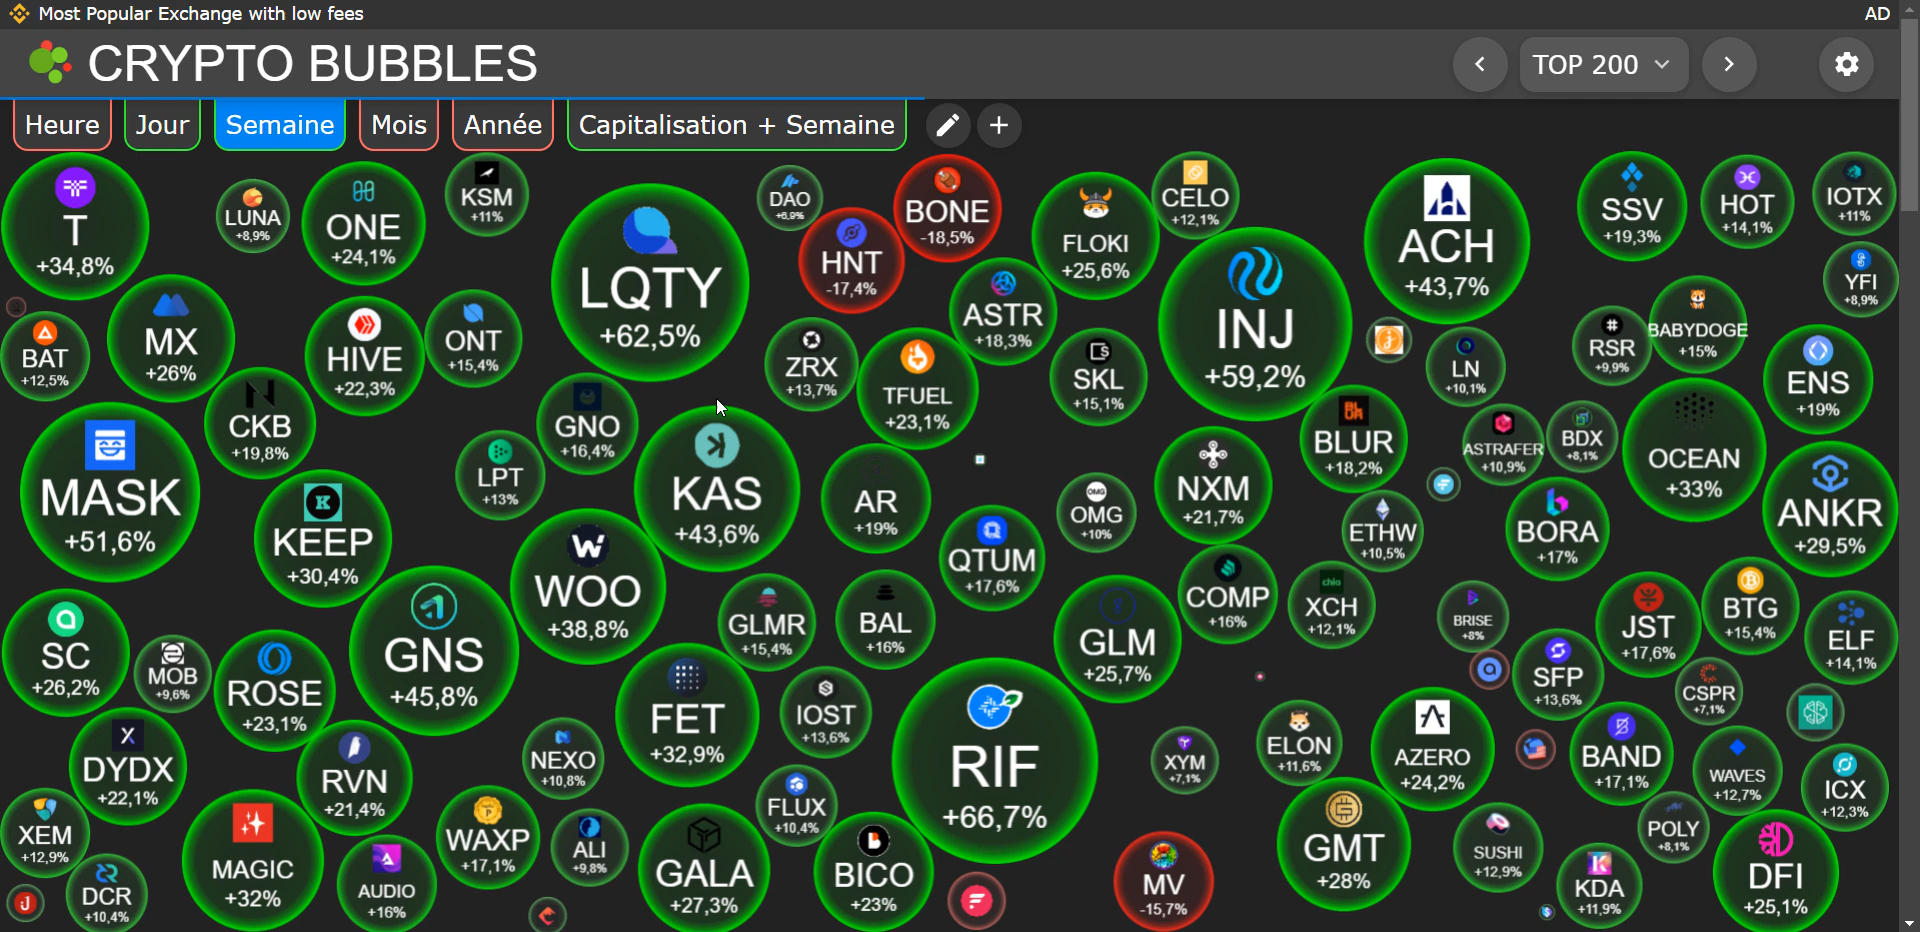 Most Popular Exchange with low fees
AD
CRYPTO BUBBLES
TOP 200
Heure
Jour
Semaine
Mois
Année
Capitalisation + Semaine
T
+34,8%
LUNA
+8,9%
ONE
+24,1%
KSM
+11%
LQTY
+62,5%
DAO
+6,9%
HNT
-17,4%
BONE
-18,5%
FLOKI
+25,6%
CELO
+12,1%
INJ
+59,2%
ACH
+43,7%
SSV
+19,3%
HOT
+14,1%
IOTX
+11%
YFI
+8,9%
BAT
+12,5%
MX
+26%
HIVE
+22,3%
ONT
+15,4%
ZRX
+13,7%
ASTR
+18,3%
TFUEL
+23,1%
SKL
+15,1%
LN
+10,1%
RSR
+9,9%
BABYDOGE
+15%
ENS
+19%
CKB
+19,8%
GNO
+16,4%
MASK
+51,6%
LPT
+13%
KAS
+43,6%
AR
+19%
OMG
OMG
+10%
NXM
+21,7%
BLUR
BLUR
+18,2%
ASTRAFER
+10,9%
BDX
+8,1%
OCEAN
+33%
ANKR
+29,5%
KEEP
+30,4%
WOO
+38,8%
QTUM
+17,6%
ETHW
+10,5%
BORA
+17%
SC
+26,2%
MOB
+9,6%
ROSE
+23,1%
GNS
+45,8%
GLMR
+15,4%
BAL
+16%
GLM
+25,7%
COMP
+16%
chia
XCH
+12,1%
BRISE
+8%
JST
+17,6%
BTG
+15,4%
ELF
+14,1%
SFP
+13,6%
CSPR
+7,1%
DYDX
+22,1%
RVN
+21,4%
NEXO
+10,8%
FET
+32,9%
IOST
+13,6%
RIF
+66,7%
XYM
+7,1%
ELON
+11,6%
AZERO
+24,2%
BAND
+17,1%
WAVES
+12,7%
ICX
+12,3%
XEM
+12,9%
DCR
+10,4%
MAGIC
+32%
AUDIO
+16%
WAXP
+17,1%
ALI
+9,8%
GALA
+27,3%
FLUX
+10,4%
BICO
+23%
MV
-15,7%
GMT
+28%
SUSHI
+12,9%
KDA
+11,9%
POLY
+8,1%
DFI
+25,1%